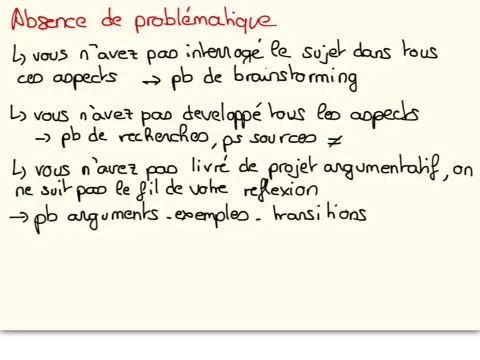 Absence de problématique
↳ vous n'avez pas interrogé le sujet dans tous
ces aspects → pb de brainstorming
↳ vous n'avez pas developpé tous les aspects
→ pb de recherches, ps sources ≠
↳ vous n'avez pas livré de projet argumentatif, on
ne suit pas le fil de votre reflexion
→ pb arguments - exemples - transitions